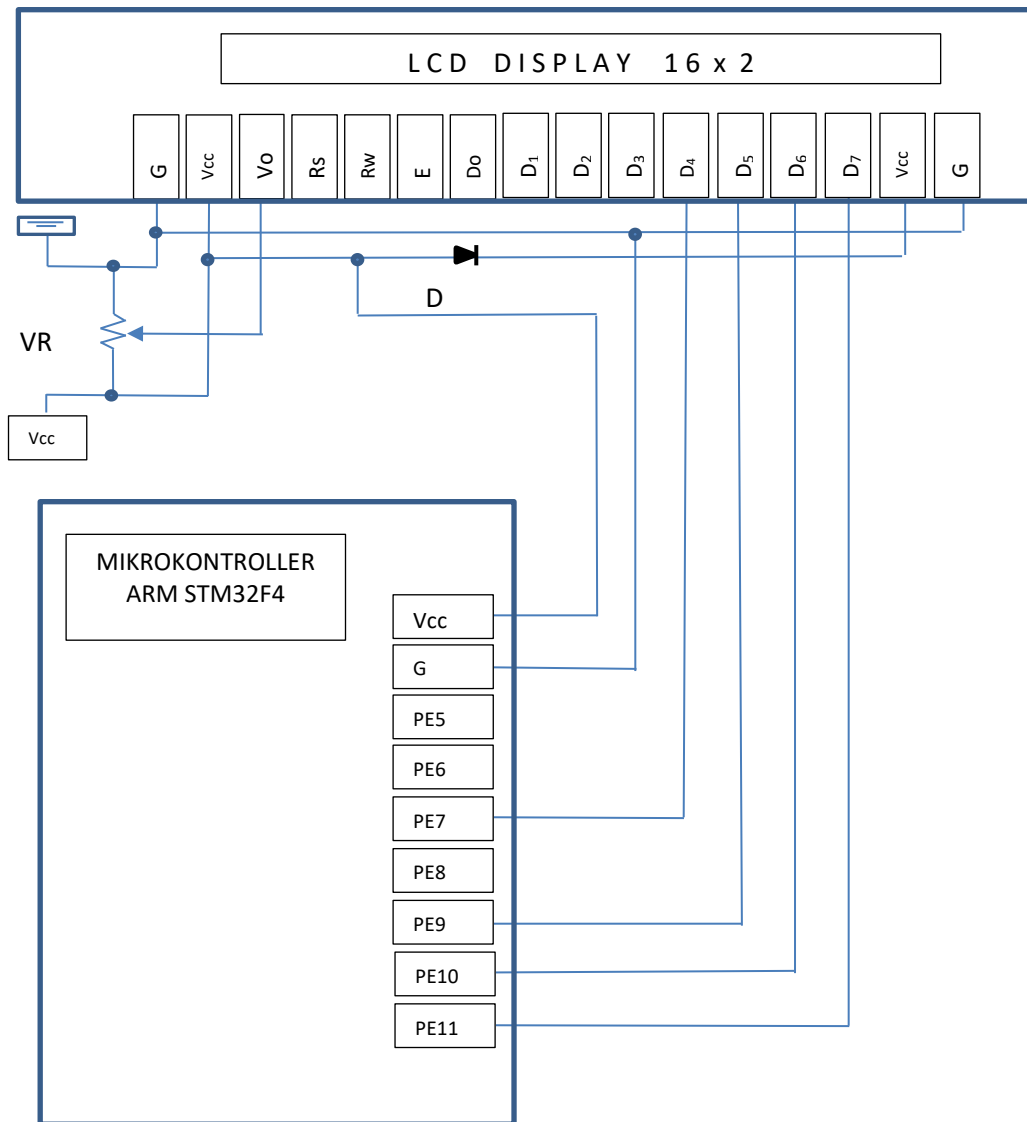 LCD DISPLAY 16 x 2
G Vcc Vo Rs Rw E Do D₁ D₂ D₃ D₄ D₅ D₆ D₇ Vcc G
D
VR
Vcc
MIKROKONTROLLER
ARM STM32F4
Vcc
G
PE5
PE6
PE7
PE8
PE9
PE10
PE11